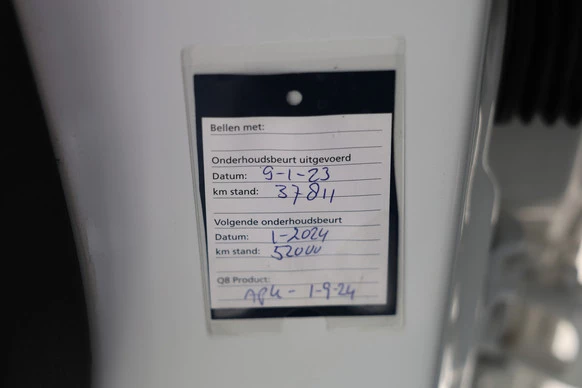 Bellen met:
Onderhoudsbeurt uitgevoerd
Datum: 9-1-23
km stand: 37811
Volgende onderhoudsbeurt
Datum: 1-2024
km stand: 52000
Q8 Product:
APK - 1-9-24